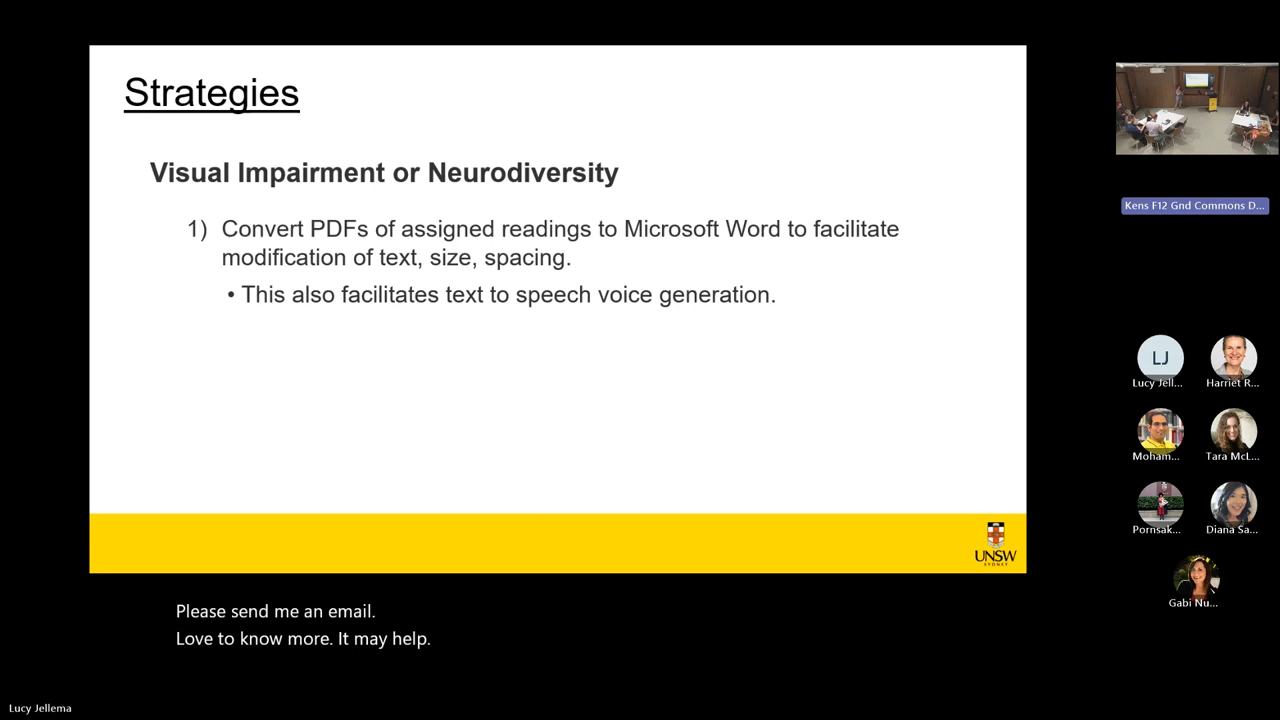 Strategies
Visual Impairment or Neurodiversity
1) Convert PDFs of assigned readings to Microsoft Word to facilitate
modification of text, size, spacing.
• This also facilitates text to speech voice generation.
UNSW
SYDNEY
Please send me an email.
Love to know more. It may help.
Lucy Jellema
Kens F12 Gnd Commons D...
LJ
Lucy Jell...
Harriet R...
Moham...
Tara McL...
Pornsak...
Diana Sa...
Gabi Nu...